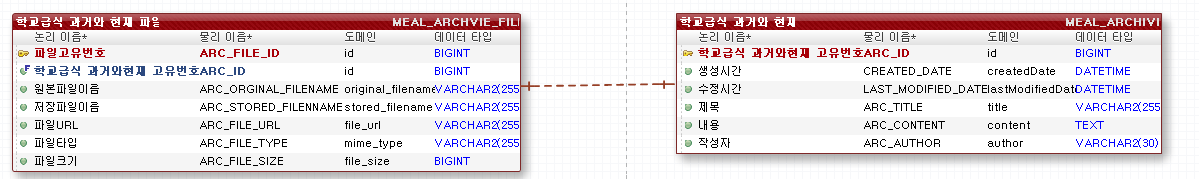 학교급식 과거와 현재 파일 MEAL_ARCHVIE_FILI
논리 이름* 물리 이름* 도메인 데이터 타입
파일고유번호 ARC_FILE_ID id BIGINT
학교급식 과거와현재 고유번호 ARC_ID id BIGINT
원본파일이름 ARC_ORGINAL_FILENAME original_filename VARCHAR2(255
저장파일이름 ARC_STORED_FILENNAME stored_filename VARCHAR2(255
파일URL ARC_FILE_URL file_url VARCHAR2(255
파일타입 ARC_FILE_TYPE mime_type VARCHAR2(255
파일크기 ARC_FILE_SIZE file_size BIGINT
학교급식 과거와 현재 MEAL_ARCHIVI
논리 이름* 물리 이름* 도메인 데이터 타입
학교급식 과거와현재 고유번호 ARC_ID id BIGINT
생성시간 CREATED_DATE createdDate DATETIME
수정시간 LAST_MODIFIED_DATE lastModifiedDate DATETIME
제목 ARC_TITLE title VARCHAR2(255
내용 ARC_CONTENT content TEXT
작성자 ARC_AUTHOR author VARCHAR2(30)